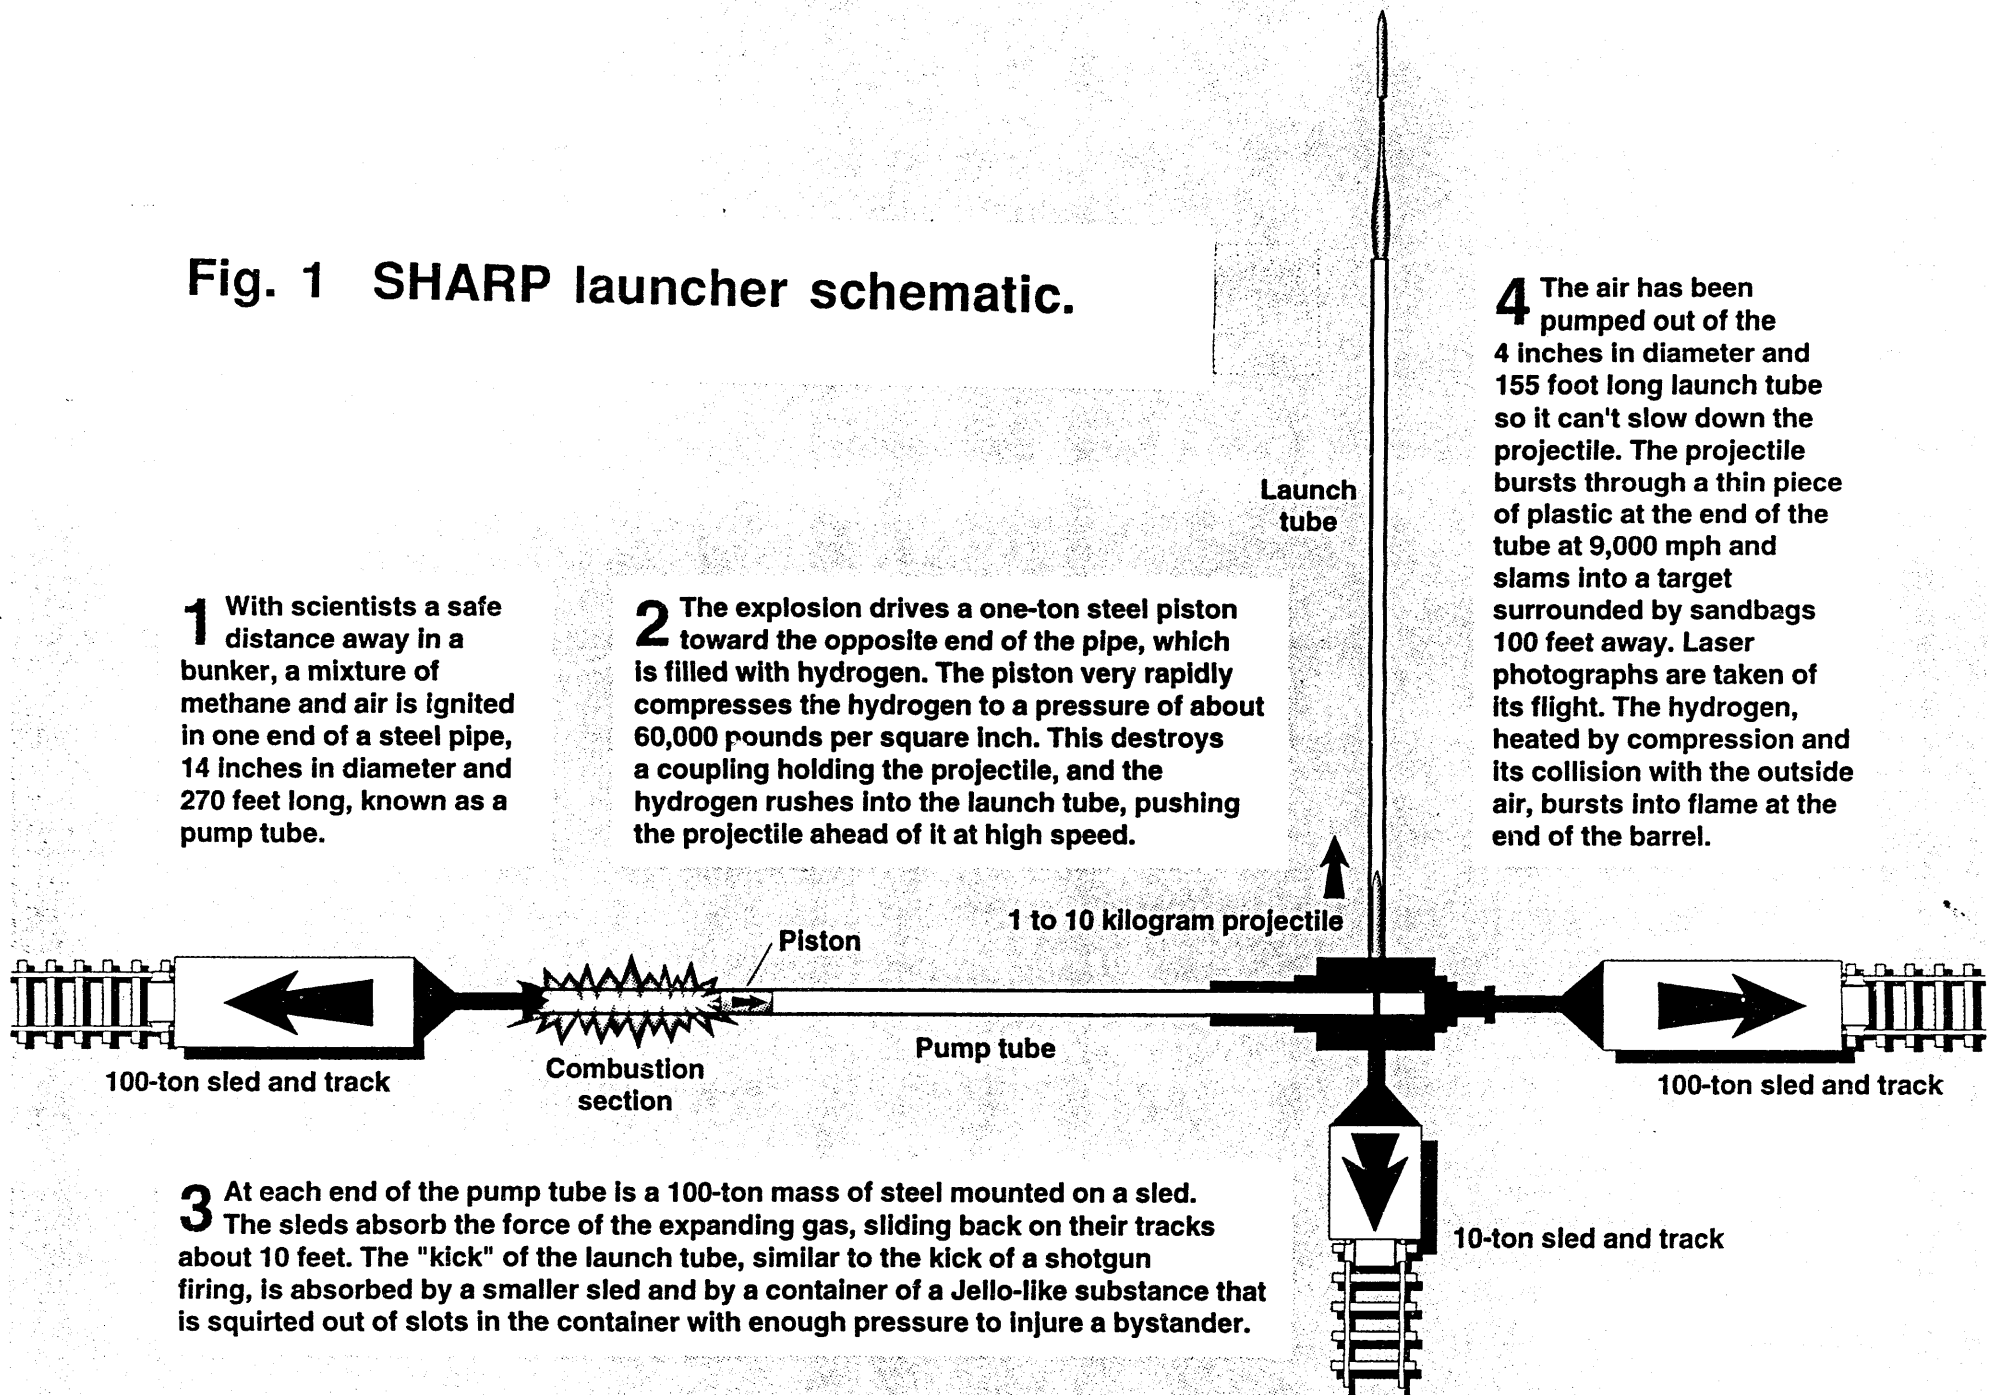 Fig. 1 SHARP launcher schematic.
1 With scientists a safe
distance away in a
bunker, a mixture of
methane and air is ignited
in one end of a steel pipe,
14 inches in diameter and
270 feet long, known as a
pump tube.
2 The explosion drives a one-ton steel piston
toward the opposite end of the pipe, which
is filled with hydrogen. The piston very rapidly
compresses the hydrogen to a pressure of about
60,000 pounds per square inch. This destroys
a coupling holding the projectile, and the
hydrogen rushes into the launch tube, pushing
the projectile ahead of it at high speed.
Launch
tube
4 The air has been
pumped out of the
4 inches in diameter and
155 foot long launch tube
so it can't slow down the
projectile. The projectile
bursts through a thin piece
of plastic at the end of the
tube at 9,000 mph and
slams into a target
surrounded by sandbags
100 feet away. Laser
photographs are taken of
its flight. The hydrogen,
heated by compression and
its collision with the outside
air, bursts into flame at the
end of the barrel.
1 to 10 kilogram projectile
Piston
Pump tube
Combustion
section
100-ton sled and track
100-ton sled and track
3 At each end of the pump tube is a 100-ton mass of steel mounted on a sled.
The sleds absorb the force of the expanding gas, sliding back on their tracks
about 10 feet. The "kick" of the launch tube, similar to the kick of a shotgun
firing, is absorbed by a smaller sled and by a container of a Jello-like substance that
is squirted out of slots in the container with enough pressure to injure a bystander.
10-ton sled and track